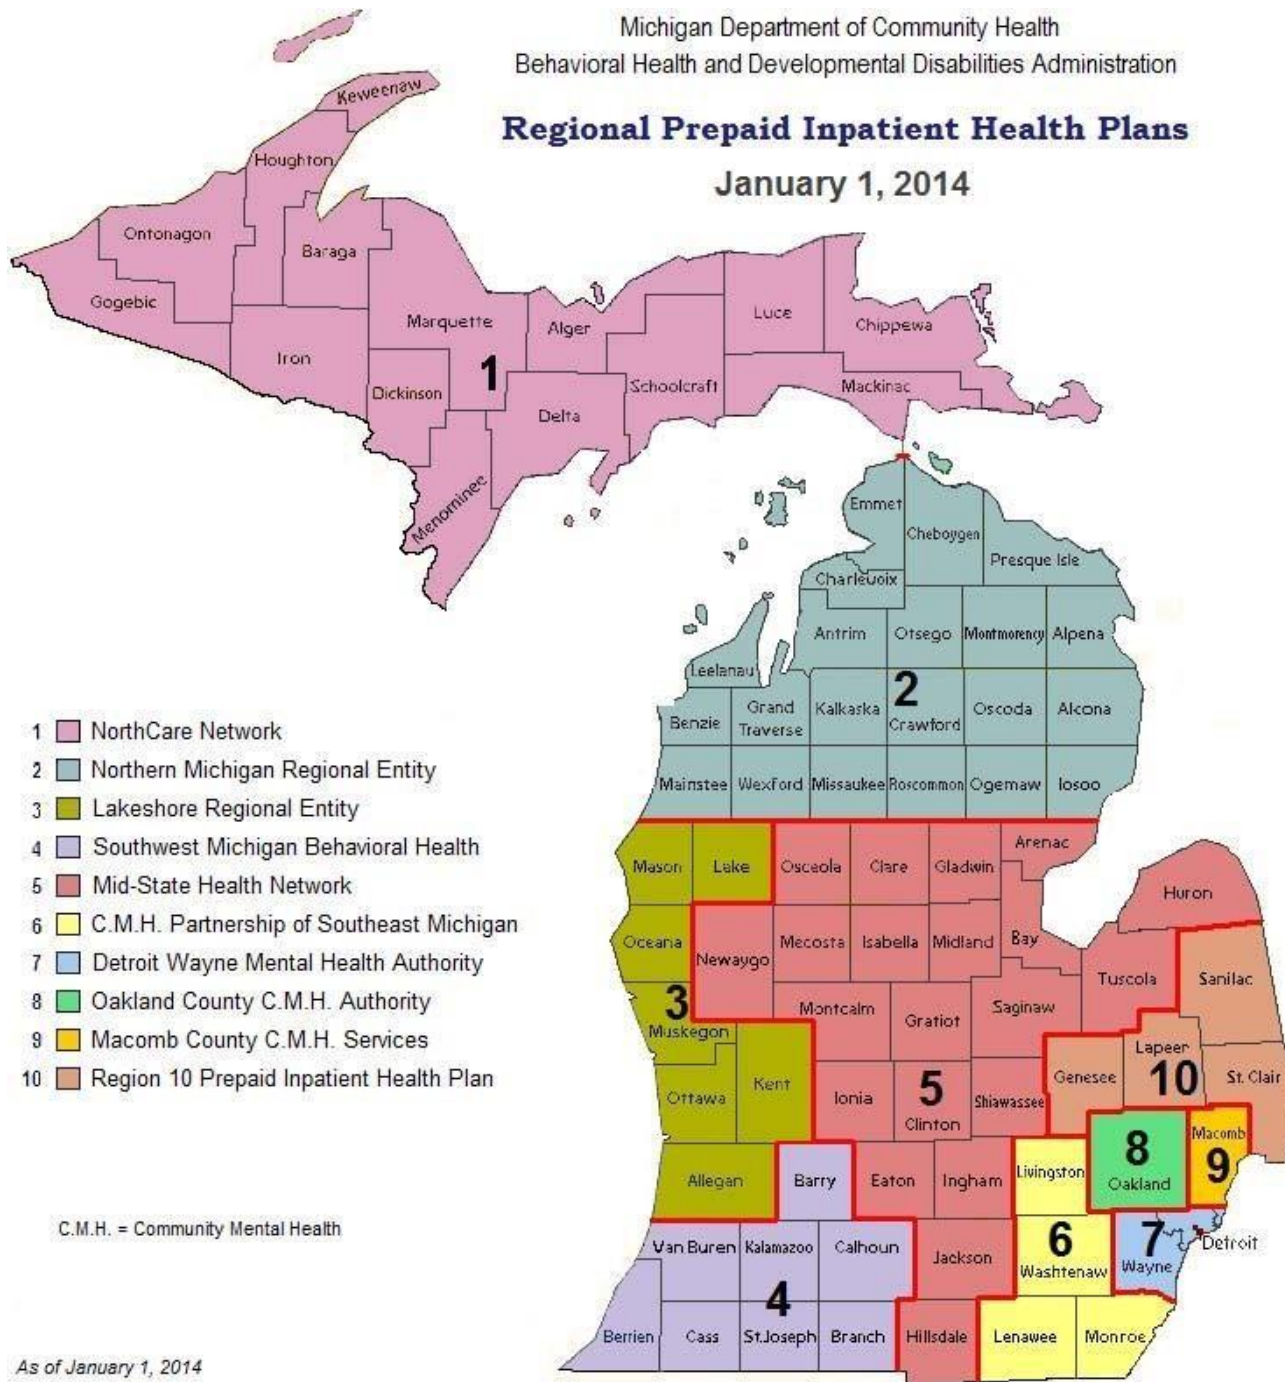 Michigan Department of Community Health
Behavioral Health and Developmental Disabilities Administration
Regional Prepaid Inpatient Health Plans
January 1, 2014
Keweenaw
Houghton
Ontonagon
Baraga
Gogebic
Marquette
Alger
Luce
Chippewa
Iron
1
Dickinson
Schoolcraft
Mackinac
Delta
Menominee
Emmet
Cheboygen
Presque Isle
Charlevoix
Antrim
Otsego
Montmorency
Alpena
Leelanau
2
Benzie
Grand
Traverse
Kalkaska
Crawford
Oscoda
Alcona
Mainstee
Wexford
Missaukee
Roscommon
Ogemaw
Iosoo
1 NorthCare Network
2 Northern Michigan Regional Entity
3 Lakeshore Regional Entity
4 Southwest Michigan Behavioral Health
5 Mid-State Health Network
6 C.M.H. Partnership of Southeast Michigan
7 Detroit Wayne Mental Health Authority
8 Oakland County C.M.H. Authority
9 Macomb County C.M.H. Services
10 Region 10 Prepaid Inpatient Health Plan
Mason
Lake
Osceola
Clare
Gladwin
Arenac
Huron
Oceana
Newaygo
Mecosta
Isabella
Midland
Bay
Tuscola
Sanilac
3
Muskegon
Montcalm
Gratiot
Saginaw
Lapeer
Ottawa
Kent
Ionia
5
Clinton
Shiawassee
Genesee
10
St. Clair
Allegan
Barry
Eaton
Ingham
Livingston
8
Oakland
Macomb
9
C.M.H. = Community Mental Health
Van Buren
Kalamazoo
Calhoun
Jackson
6
Washtenaw
7
Wayne
Detroit
4
Berrien
Cass
St.Joseph
Branch
Hillsdale
Lenawee
Monroe
As of January 1, 2014